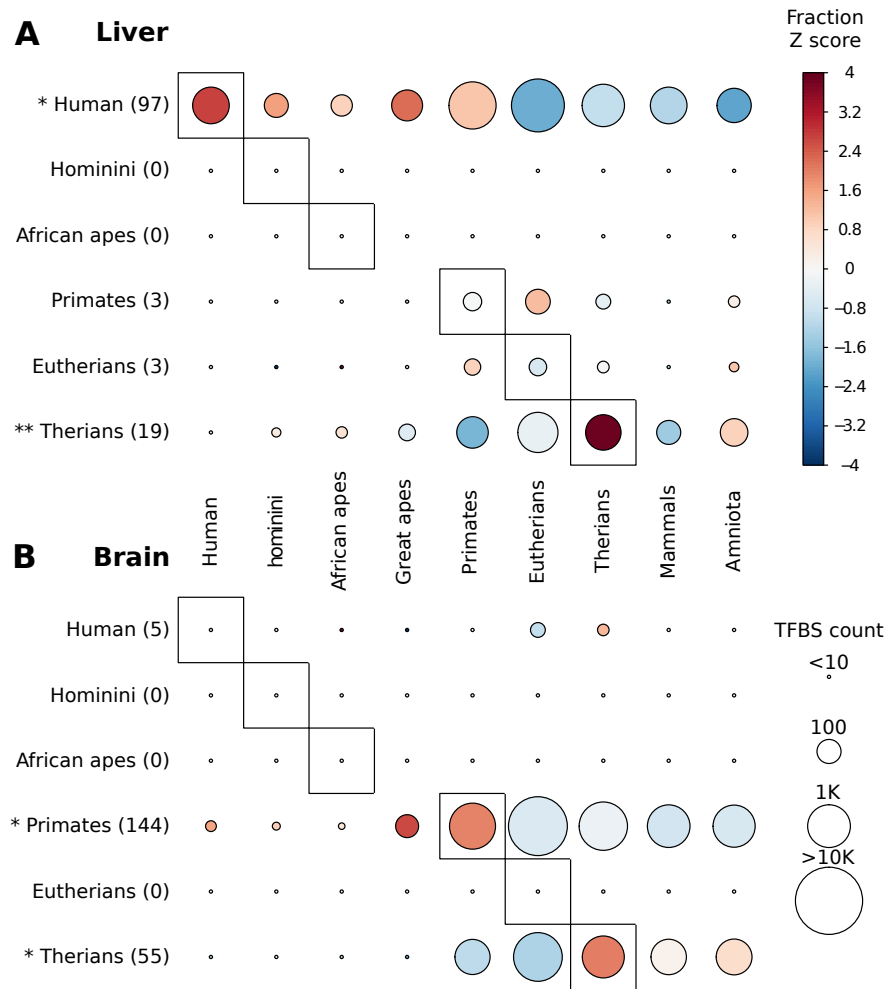 A Liver
Fraction
Z score
* Human (97)
Hominini (0)
African apes (0)
Primates (3)
Eutherians (3)
** Therians (19)
4
3.2
2.4
1.6
0.8
0
−0.8
−1.6
−2.4
−3.2
−4
Human
hominini
African apes
Great apes
Primates
Eutherians
Therians
Mammals
Amniota
B Brain
Human (5)
Hominini (0)
African apes (0)
* Primates (144)
Eutherians (0)
* Therians (55)
TFBS count
<10
100
1K
>10K